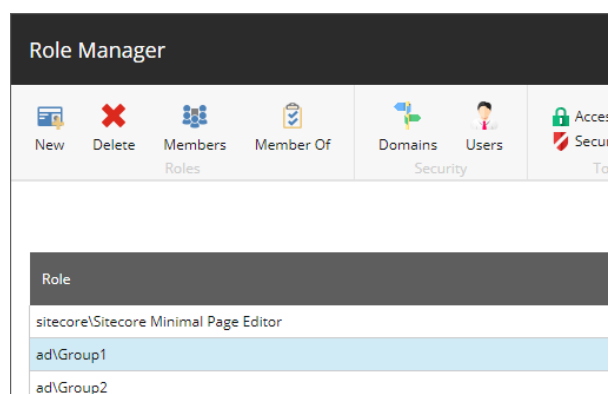 Role Manager
New Delete Members Member Of Domains Users
Roles Security
Role
sitecore\Sitecore Minimal Page Editor
ad\Group1
ad\Group2